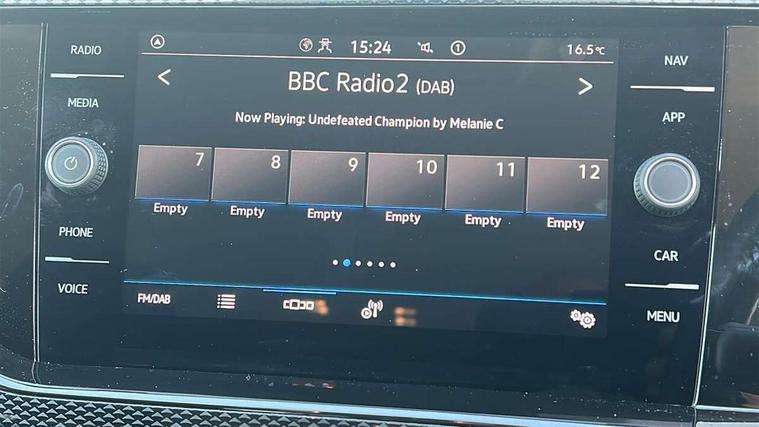 RADIO
MEDIA
PHONE
VOICE
15:24 1 16.5°C
BBC Radio2 (DAB)
Now Playing: Undefeated Champion by Melanie C
7 8 9 10 11 12
Empty Empty Empty Empty Empty Empty
FM/DAB
NAV
APP
CAR
MENU